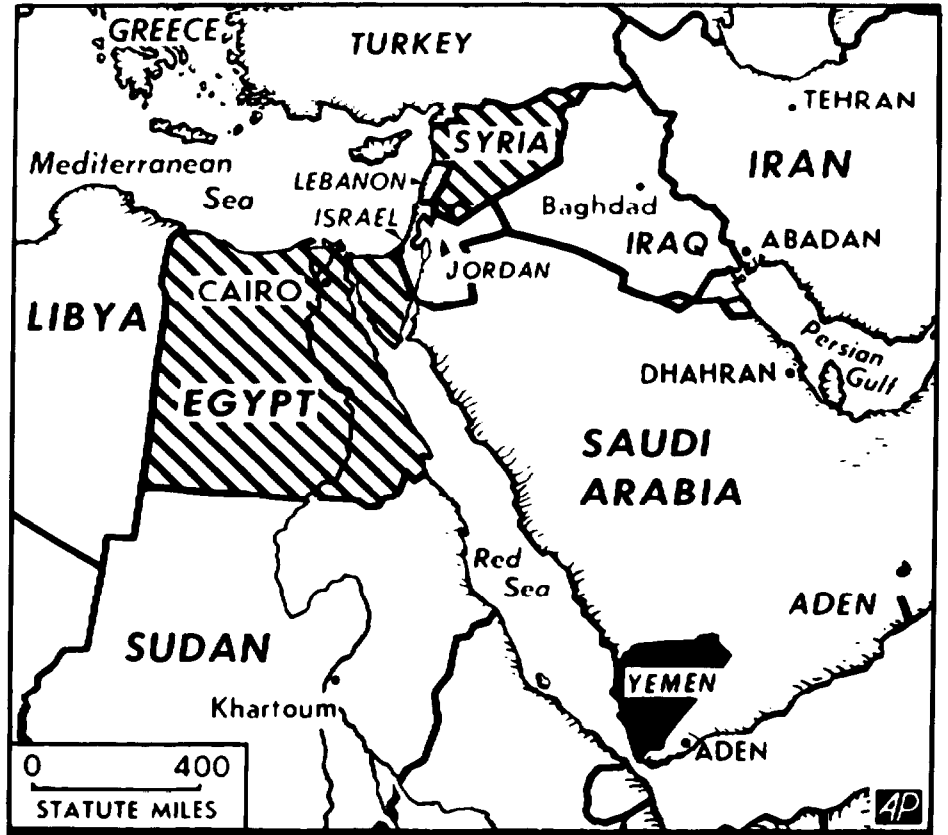 GREECE
TURKEY
TEHRAN
SYRIA
Mediterranean
Sea
LEBANON
IRAN
Baghdad
ISRAEL
IRAQ
ABADAN
JORDAN
CAIRO
LIBYA
Persian
Gulf
DHAHRAN
EGYPT
SAUDI
ARABIA
Red
Sea
ADEN
SUDAN
YEMEN
Khartoum
ADEN
0 400
STATUTE MILES
AP